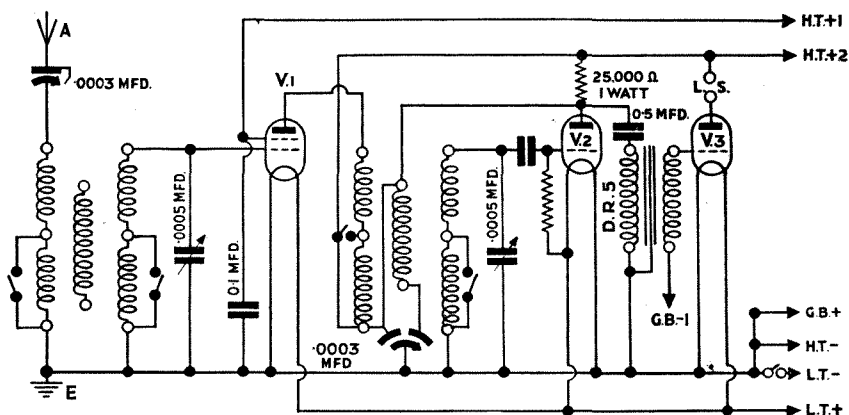 A
.0003 MFD.
V.1
.0005 MFD.
0.1 MFD.
.0003
MFD
.0005 MFD.
25,000 Ω
1 WATT
V.2
0.5 MFD.
D.R.5
L. S.
V.3
G.B.-1
H.T.+1
H.T.+2
G.B.+
H.T.-
L.T.-
L.T.+
E